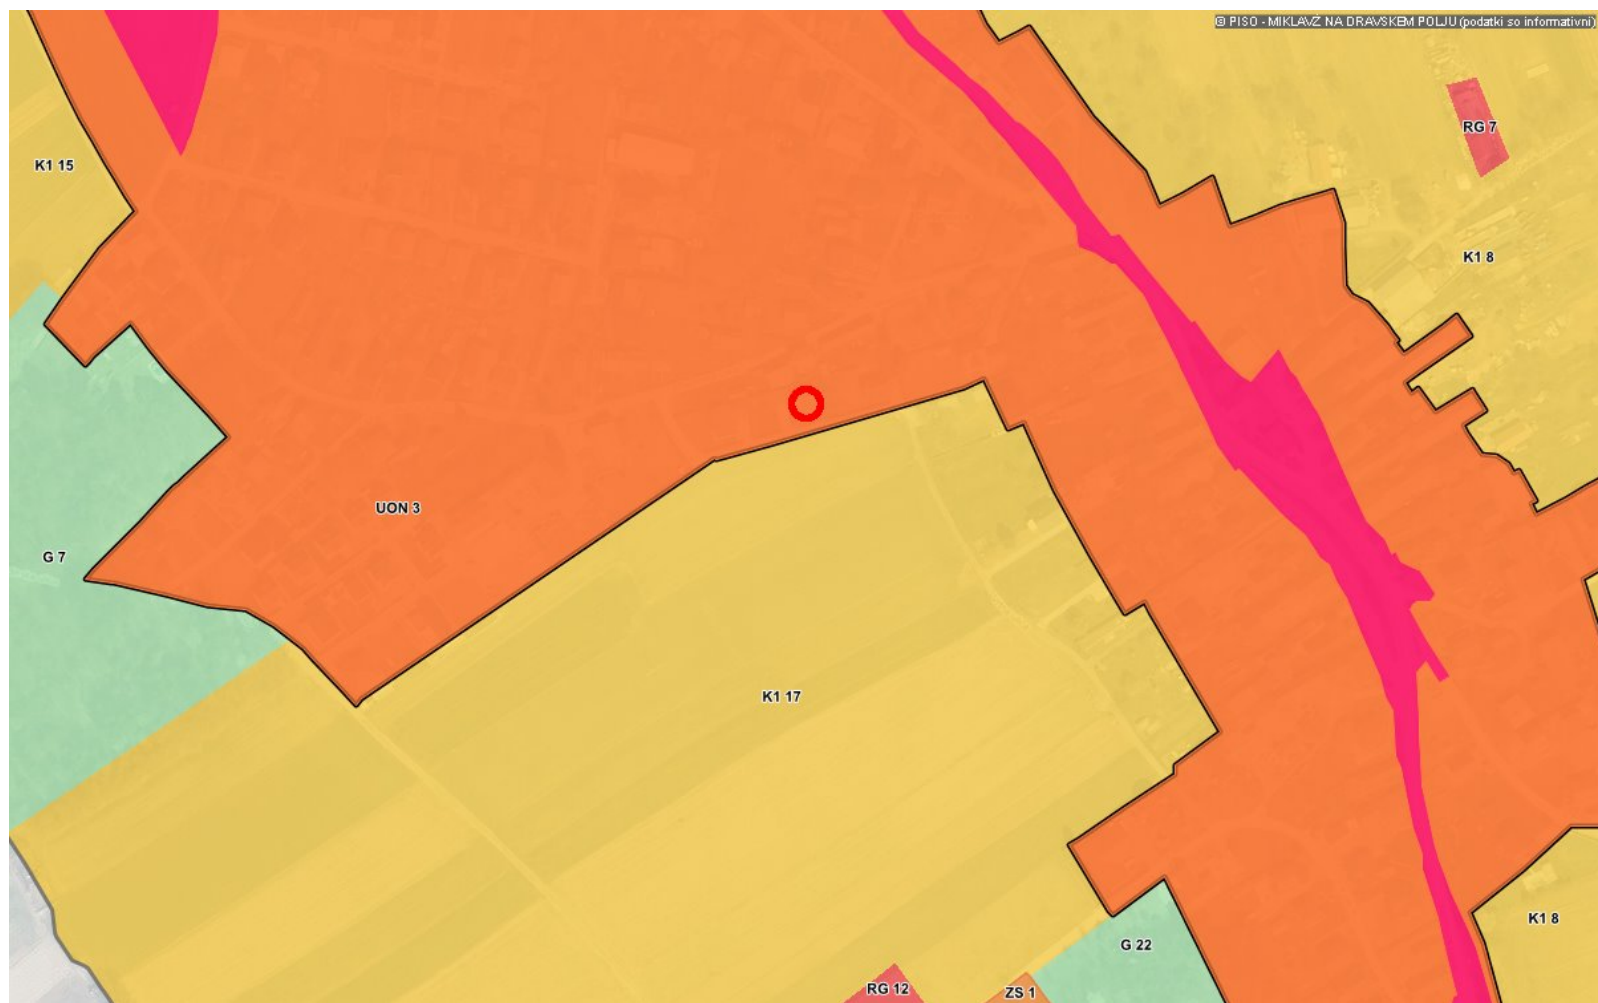 © PISO - MIKLAVŽ NA DRAVSKEM POLJU (podatki so informativni)
RG 7
K1 15
K1 8
UON 3
G 7
K1 17
K1 8
G 22
RG 12
ZS 1